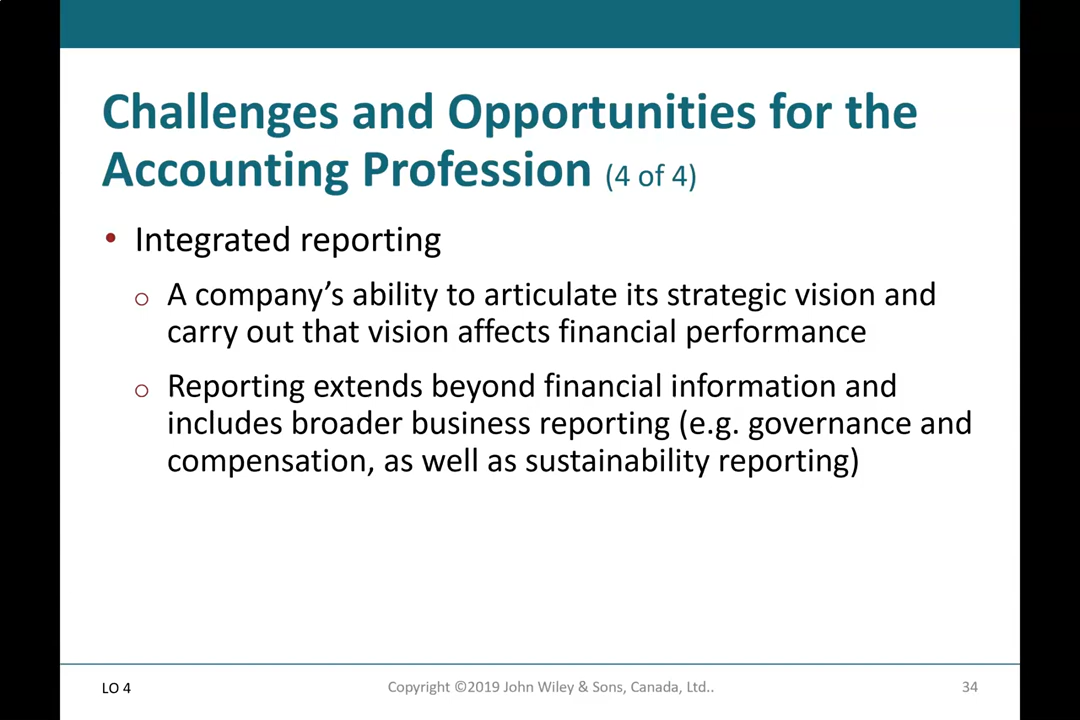 Challenges and Opportunities for the
Accounting Profession (4 of 4)
• Integrated reporting
o A company’s ability to articulate its strategic vision and
carry out that vision affects financial performance
o Reporting extends beyond financial information and
includes broader business reporting (e.g. governance and
compensation, as well as sustainability reporting)
LO 4
Copyright ©2019 John Wiley & Sons, Canada, Ltd..
34